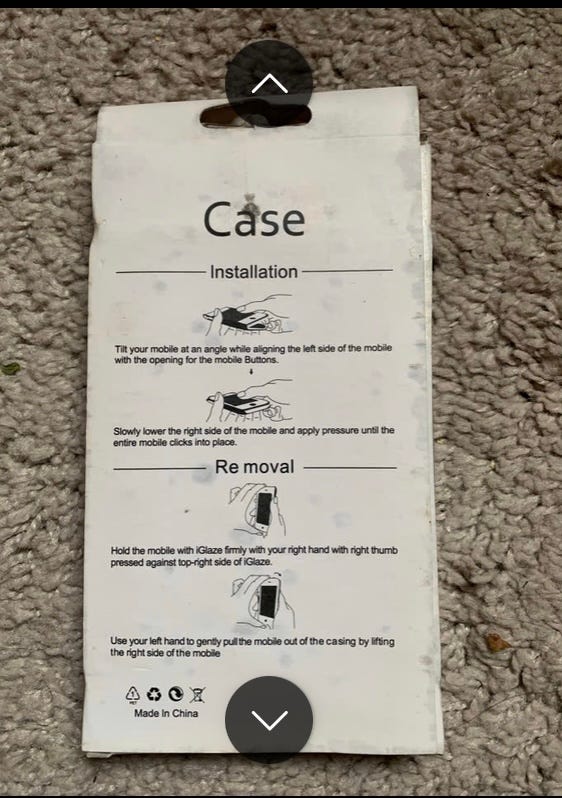 Case
Installation
Tilt your mobile at an angle while aligning the left side of the mobile
with the opening for the mobile Buttons.
Slowly lower the right side of the mobile and apply pressure until the
entire mobile clicks into place.
Re moval
Hold the mobile with iGlaze firmly with your right hand with right thumb
pressed against top-right side of iGlaze.
Use your left hand to gently pull the mobile out of the casing by lifting
the right side of the mobile
1
PET
Made In China